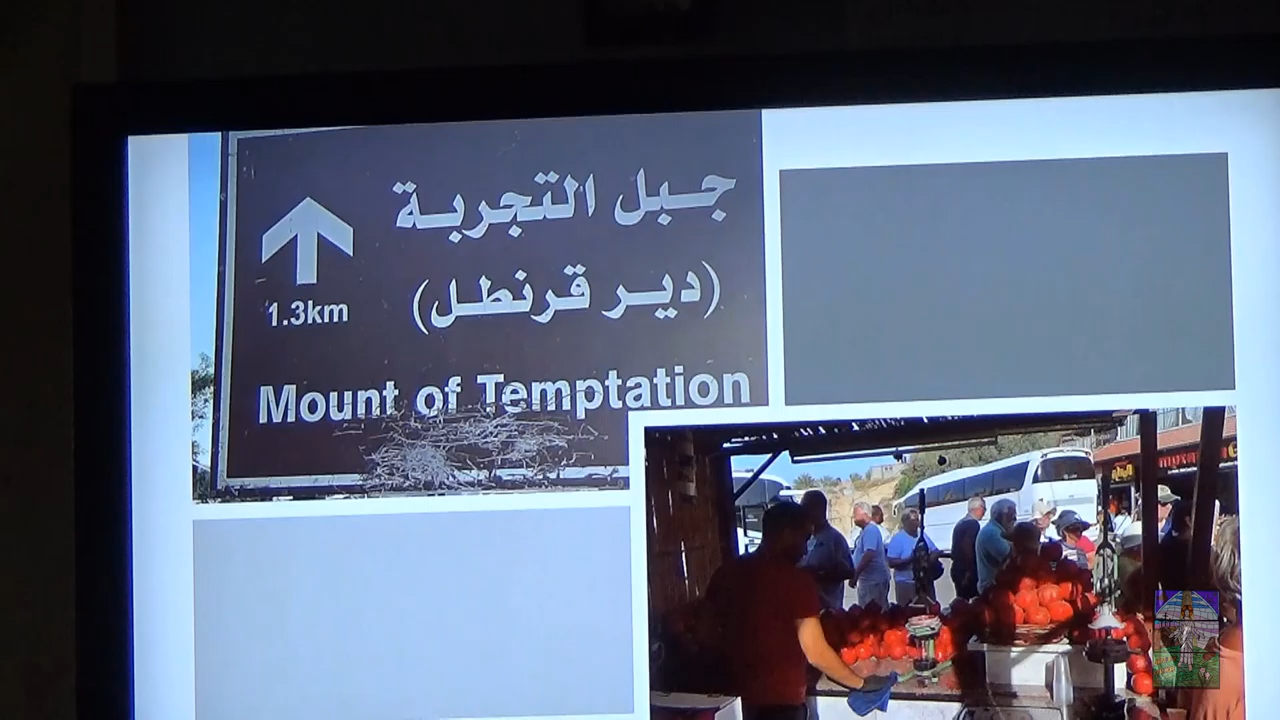 جبل التجربة
(دير قرنطل)
1.3km
Mount of Temptation